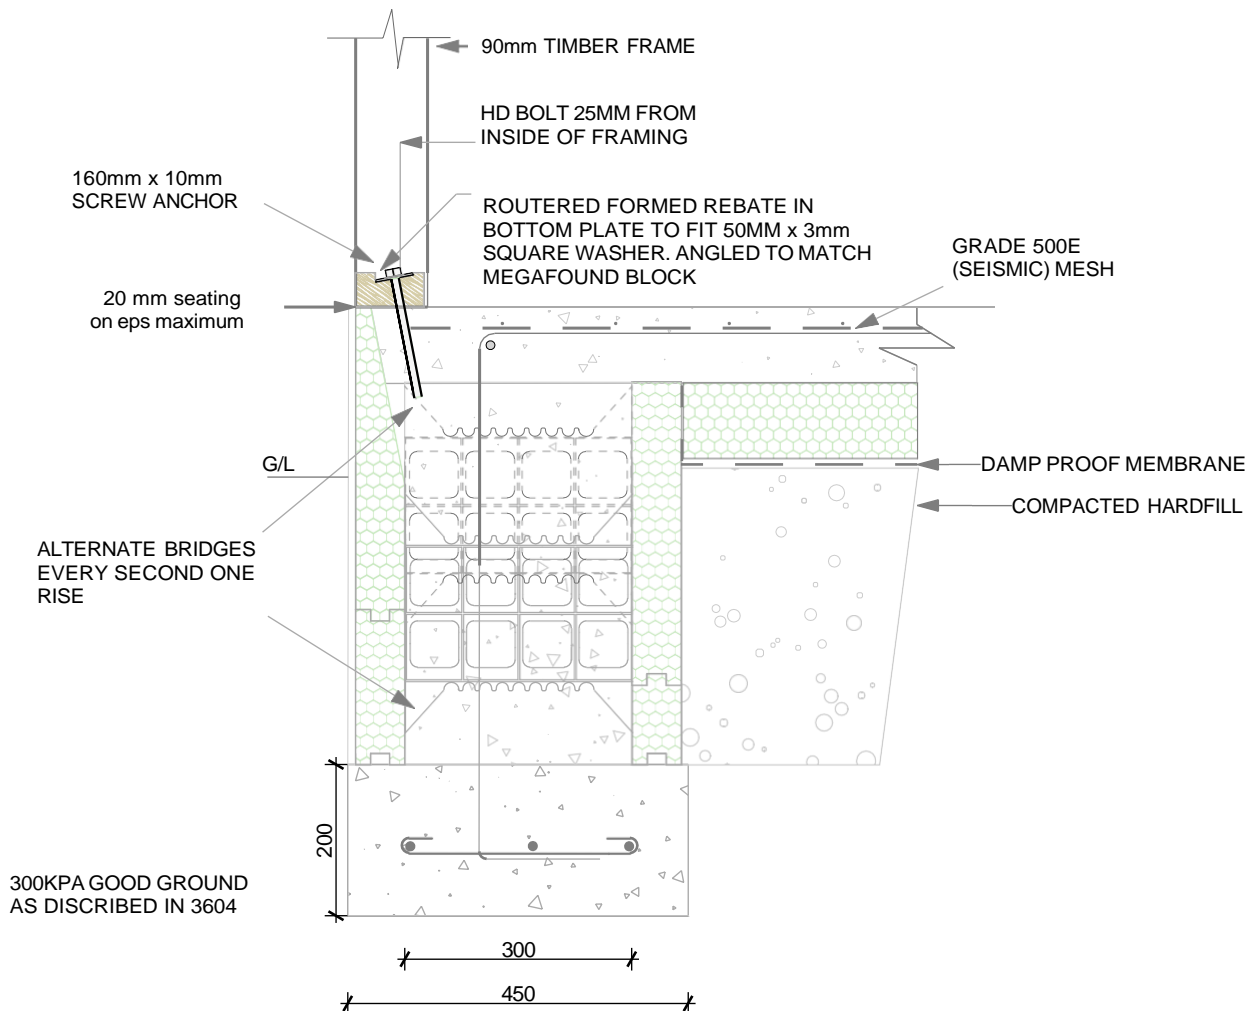 90mm TIMBER FRAME
HD BOLT 25MM FROM
INSIDE OF FRAMING
160mm x 10mm
SCREW ANCHOR
ROUTERED FORMED REBATE IN
BOTTOM PLATE TO FIT 50MM x 3mm
SQUARE WASHER. ANGLED TO MATCH
MEGAFOUND BLOCK
GRADE 500E
(SEISMIC) MESH
20 mm seating
on eps maximum
G/L
DAMP PROOF MEMBRANE
COMPACTED HARDFILL
ALTERNATE BRIDGES
EVERY SECOND ONE
RISE
200
300KPA GOOD GROUND
AS DISCRIBED IN 3604
300
450